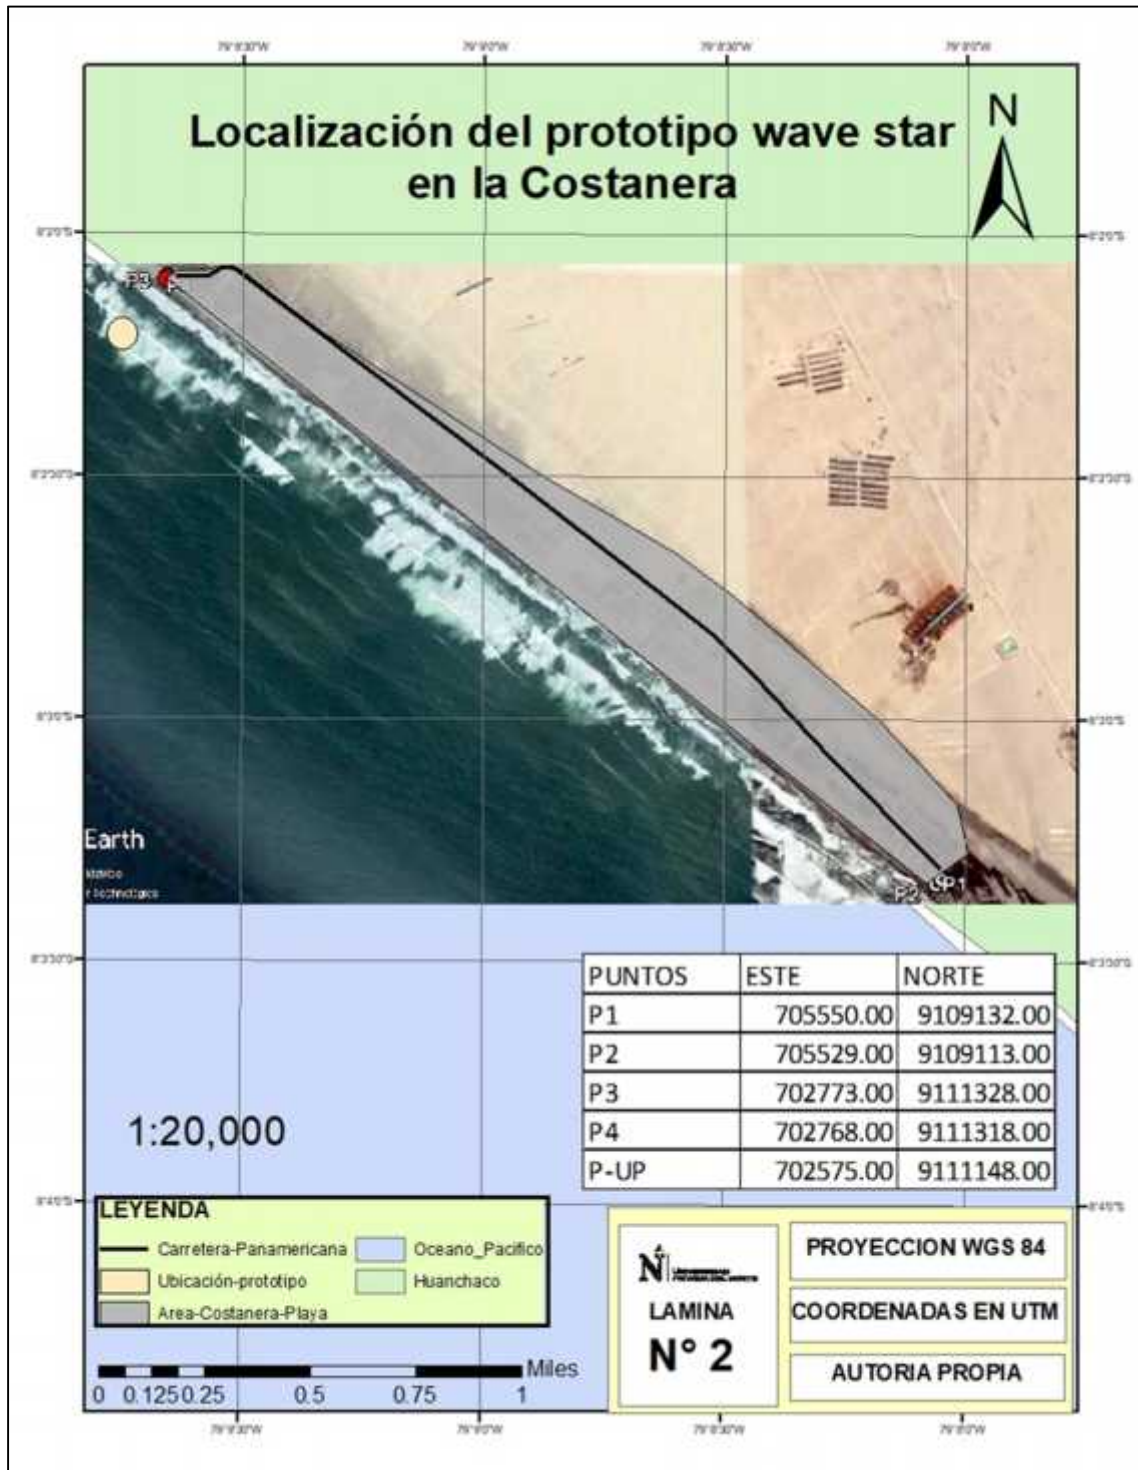 Localización del prototipo wave star
en la Costanera
N
P3
P2
P1
Earth
PUNTOS ESTE NORTE
P1 705550.00 9109132.00
P2 705529.00 9109113.00
P3 702773.00 9111328.00
P4 702768.00 9111318.00
P-UP 702575.00 9111148.00
1:20,000
LEYENDA
Carretera-Panamericana
Oceano_Pacifico
Ubicación-prototipo
Huanchaco
Area-Costanera-Playa
Miles
0 0.125 0.25 0.5 0.75 1
N
LAMINA
N° 2
PROYECCION WGS 84
COORDENADAS EN UTM
AUTORIA PROPIA